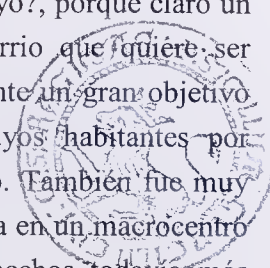 yo?, porque claro un
rrio que quiere ser
nte un gran objetivo
yos habitantes por
o. También fue muy
a en un macrocentro